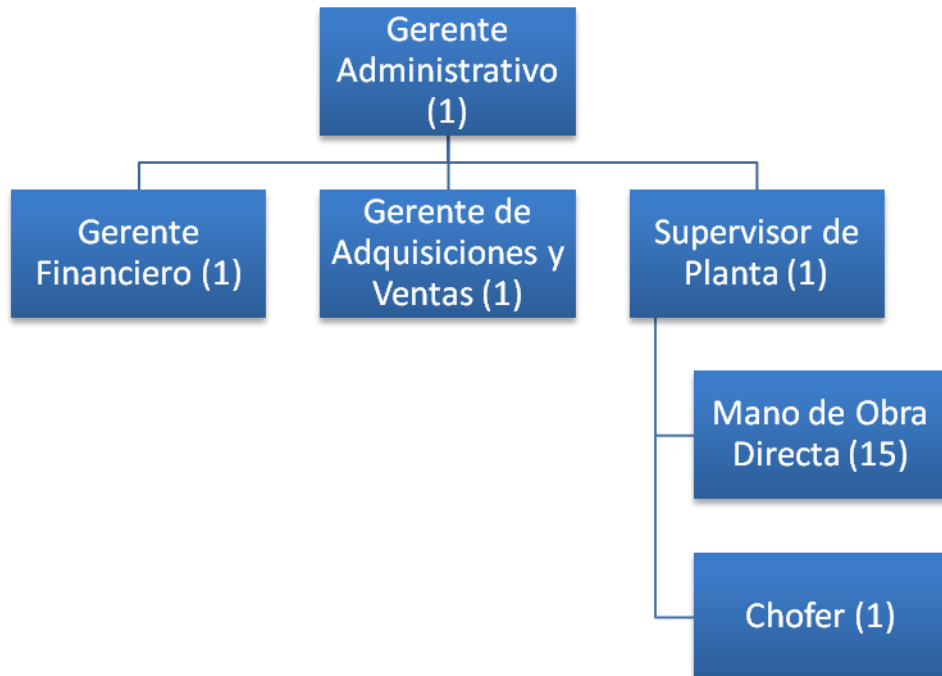 Gerente
Administrativo
(1)
Gerente
Financiero (1)
Gerente de
Adquisiciones y
Ventas (1)
Supervisor de
Planta (1)
Mano de Obra
Directa (15)
Chofer (1)